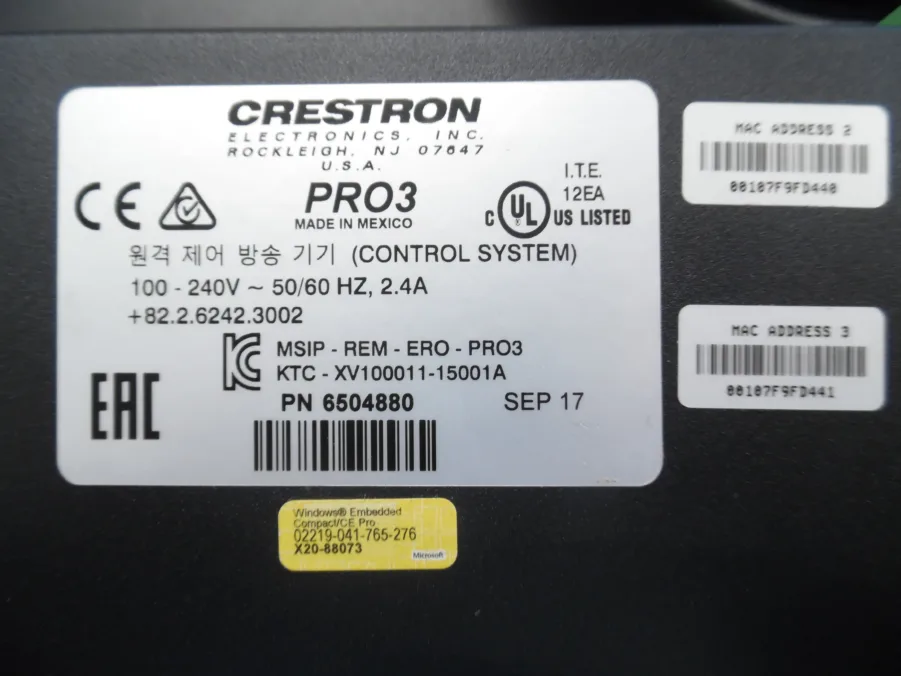 CRESTRON
ELECTRONICS, INC.
ROCKLEIGH, NJ 07647
U.S.A.
PRO3
MADE IN MEXICO
I.T.E.
12EA
C UL US LISTED
원격 제어 방송 기기 (CONTROL SYSTEM)
100 - 240V ~ 50/60 HZ, 2.4A
+82.2.6242.3002
MSIP - REM - ERO - PRO3
KTC - XV100011-15001A
PN 6504880
SEP 17
EAC
Windows® Embedded
Compact/CE Pro
02219-041-765-276
X20-88073
Microsoft
MAC ADDRESS 2
00107F9FD440
MAC ADDRESS 3
00107F9FD441